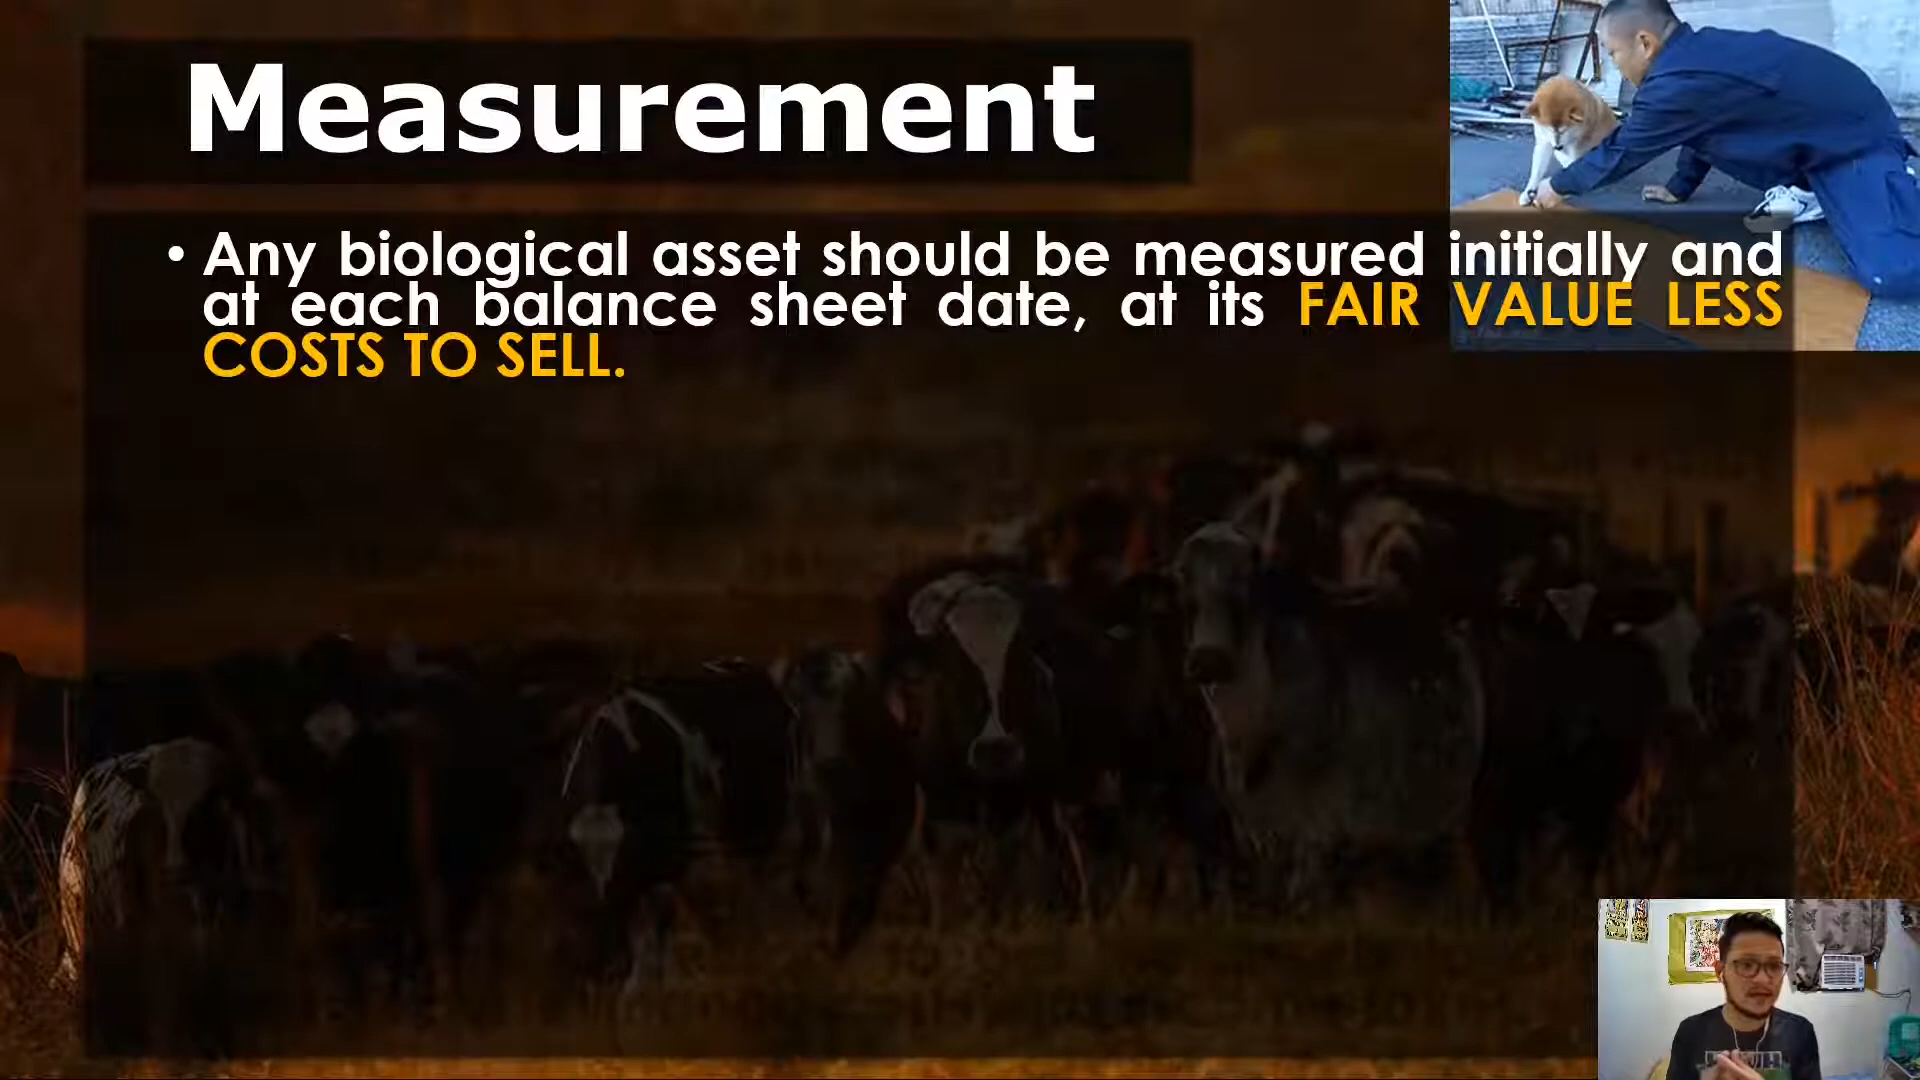 Measurement
• Any biological asset should be measured initially and
at each balance sheet date, at its FAIR VALUE LESS
COSTS TO SELL.